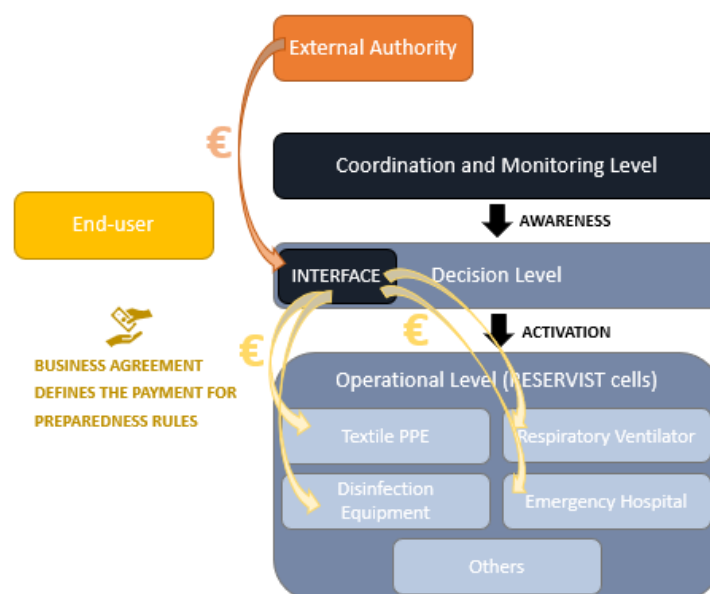 External Authority
€
Coordination and Monitoring Level
End-user
AWARENESS
INTERFACE
Decision Level
€
€
ACTIVATION
BUSINESS AGREEMENT
DEFINES THE PAYMENT FOR
PREPAREDNESS RULES
Operational Level (RESERVIST cells)
Textile PPE
Respiratory Ventilator
Disinfection
Equipment
Emergency Hospital
Others